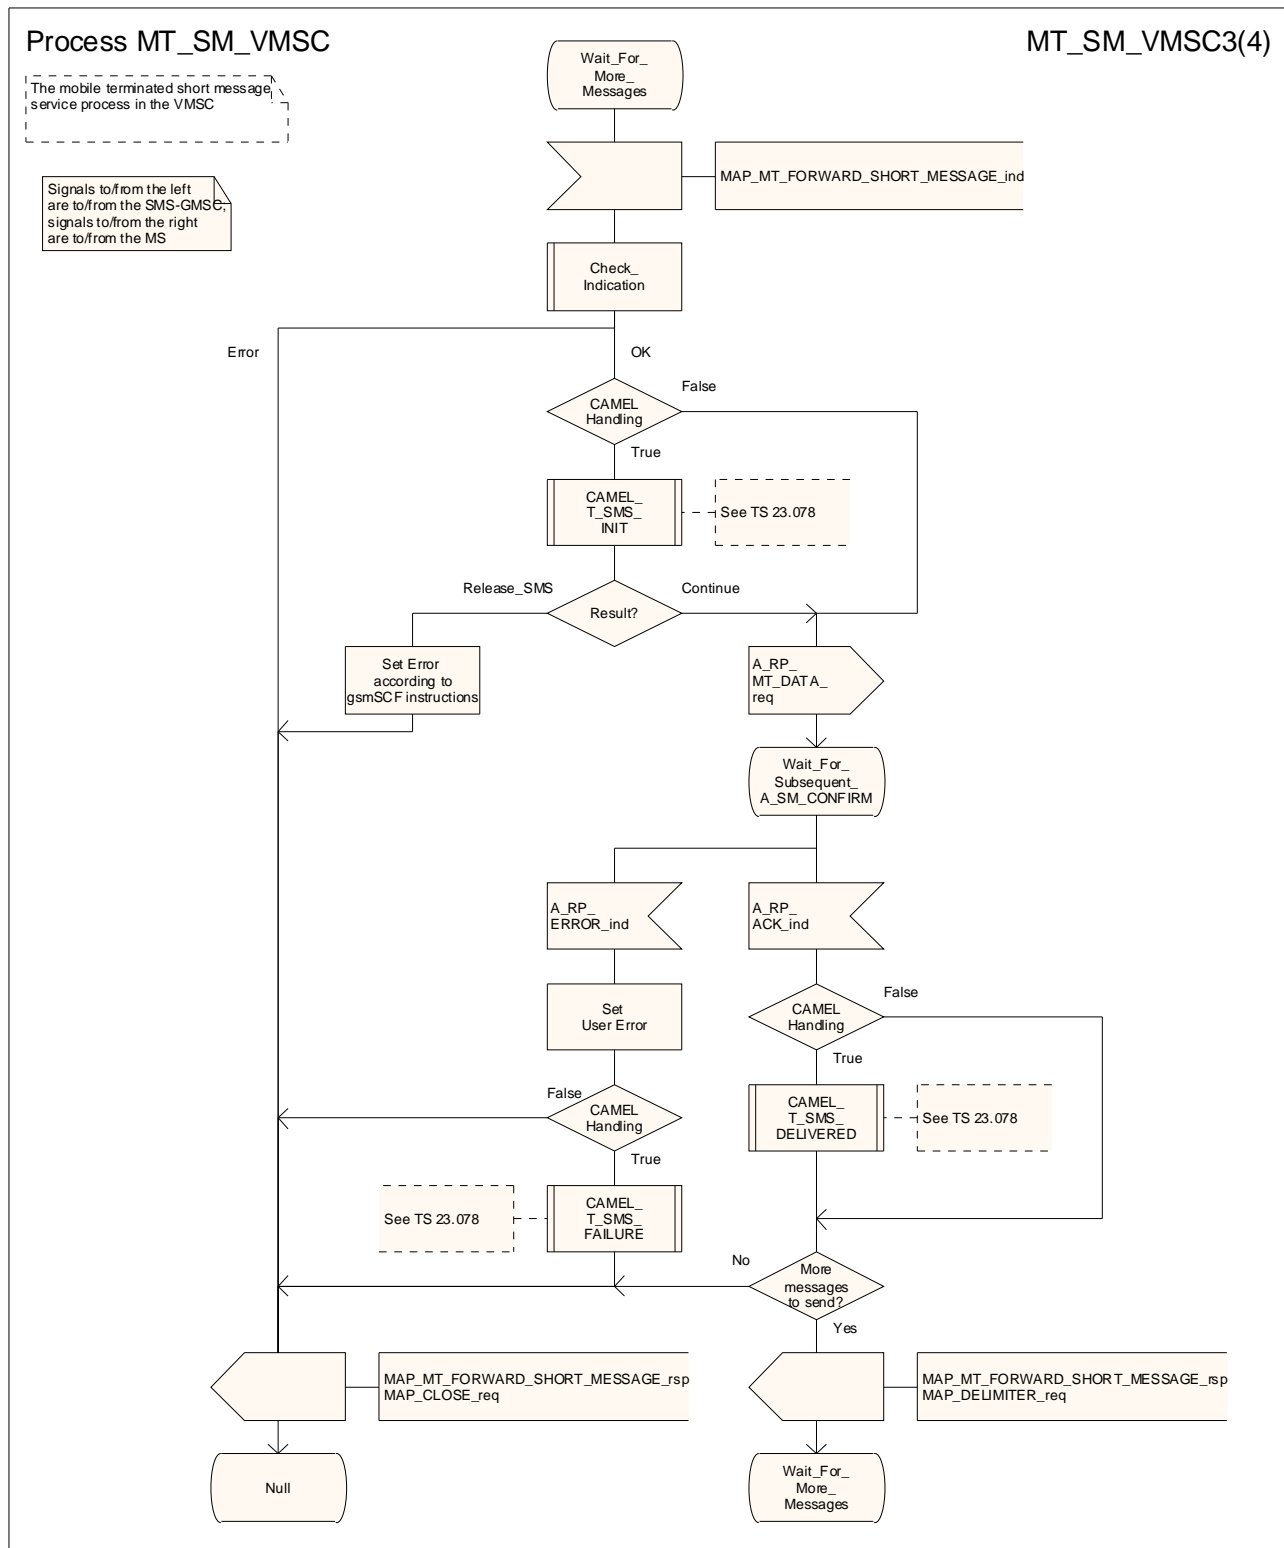 Process MT_SM_VMSC
MT_SM_VMSC3(4)
The mobile terminated short message
service process in the VMSC
Signals to/from the left
are to/from the SMS-GMSC;
signals to/from the right
are to/from the MS
Wait_For_
More_
Messages
MAP_MT_FORWARD_SHORT_MESSAGE_ind
Check_
Indication
Error
OK
CAMEL
Handling
False
True
CAMEL_
T_SMS_
INIT
See TS 23.078
Release_SMS
Result?
Continue
Set Error
according to
gsmSCF instructions
A_RP_
MT_DATA_
req
Wait_For_
Subsequent_
A_SM_CONFIRM
A_RP_
ERROR_ind
A_RP_
ACK_ind
Set
User Error
CAMEL
Handling
False
True
False
CAMEL
Handling
True
CAMEL_
T_SMS_
DELIVERED
See TS 23.078
See TS 23.078
CAMEL_
T_SMS_
FAILURE
No
More
messages
to send?
Yes
MAP_MT_FORWARD_SHORT_MESSAGE_rsp
MAP_CLOSE_req
MAP_MT_FORWARD_SHORT_MESSAGE_rsp
MAP_DELIMITER_req
Null
Wait_For_
More_
Messages